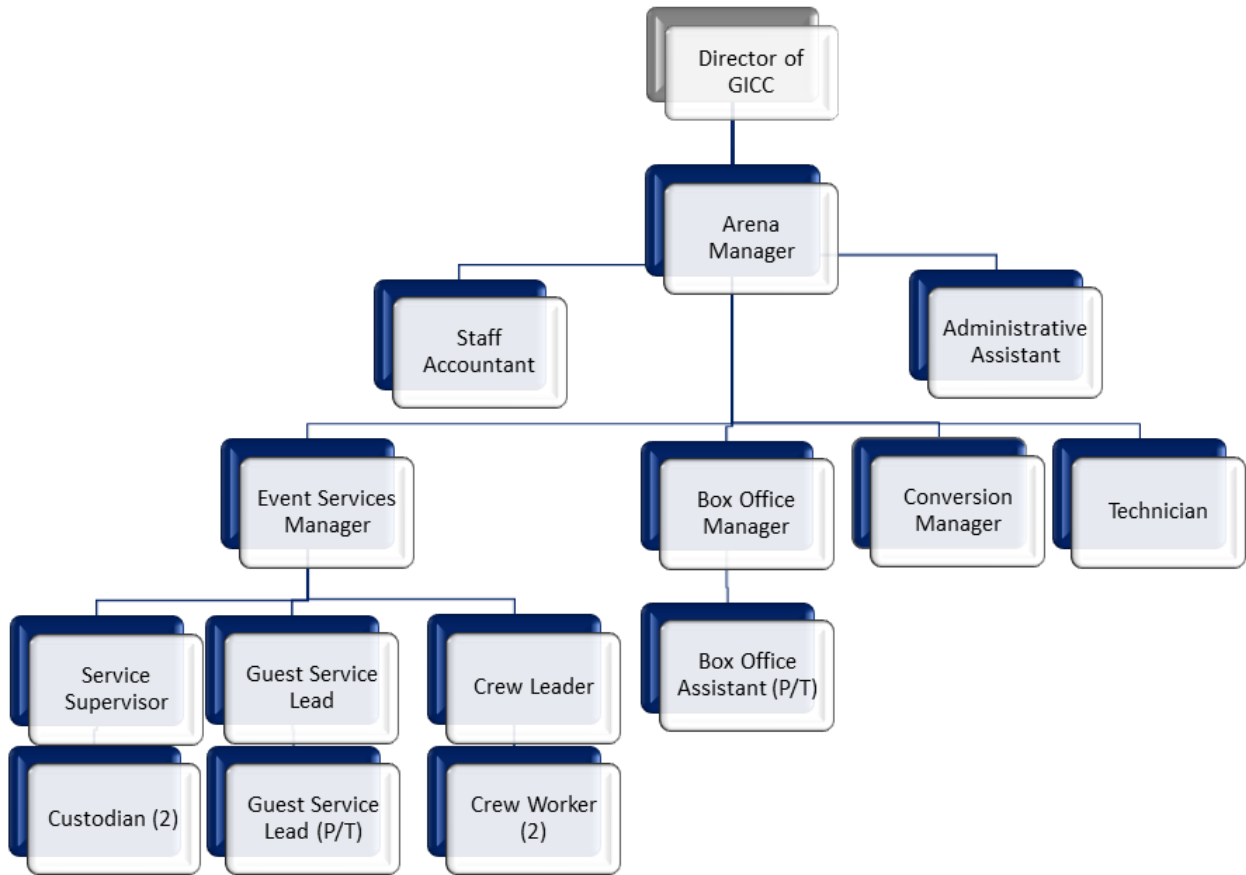 Director of
GICC
Arena
Manager
Staff
Accountant
Administrative
Assistant
Event Services
Manager
Box Office
Manager
Conversion
Manager
Technician
Service
Supervisor
Guest Service
Lead
Crew Leader
Box Office
Assistant (P/T)
Custodian (2)
Guest Service
Lead (P/T)
Crew Worker
(2)